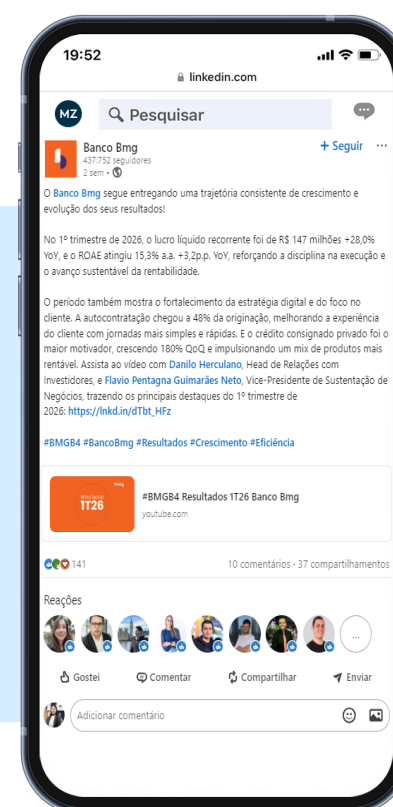 19:52
linkedin.com
MZ
Pesquisar
Banco Bmg
+ Seguir ...
437.752 seguidores
2 sem •
O Banco Bmg segue entregando uma trajetória consistente de crescimento e
evolução dos seus resultados!
No 1º trimestre de 2026, o lucro líquido recorrente foi de R$ 147 milhões +28,0%
YoY, e o ROAE atingiu 15,3% a.a. +3,2p.p. YoY, reforçando a disciplina na execução e
o avanço sustentável da rentabilidade.
O período também mostra o fortalecimento da estratégia digital e do foco no
cliente. A autocontratação chegou a 48% da originação, melhorando a experiência
do cliente com jornadas mais simples e rápidas. E o crédito consignado privado foi o
maior motivador, crescendo 180% QoQ e impulsionando um mix de produtos mais
rentável. Assista ao vídeo com Danilo Herculano, Head de Relações com
Investidores, e Flavio Pentagna Guimarães Neto, Vice-Presidente de Sustentação de
Negócios, trazendo os principais destaques do 1º trimestre de
2026: https://lnkd.in/dTbt_HFz
#BMGB4 #BancoBmg #Resultados #Crescimento #Eficiência
RESULTADOS
1T26
#BMGB4 Resultados 1T26 Banco Bmg
youtube.com
141
10 comentários · 37 compartilhamentos
Reações
...
Gostei Comentar Compartilhar Enviar
Adicionar comentário